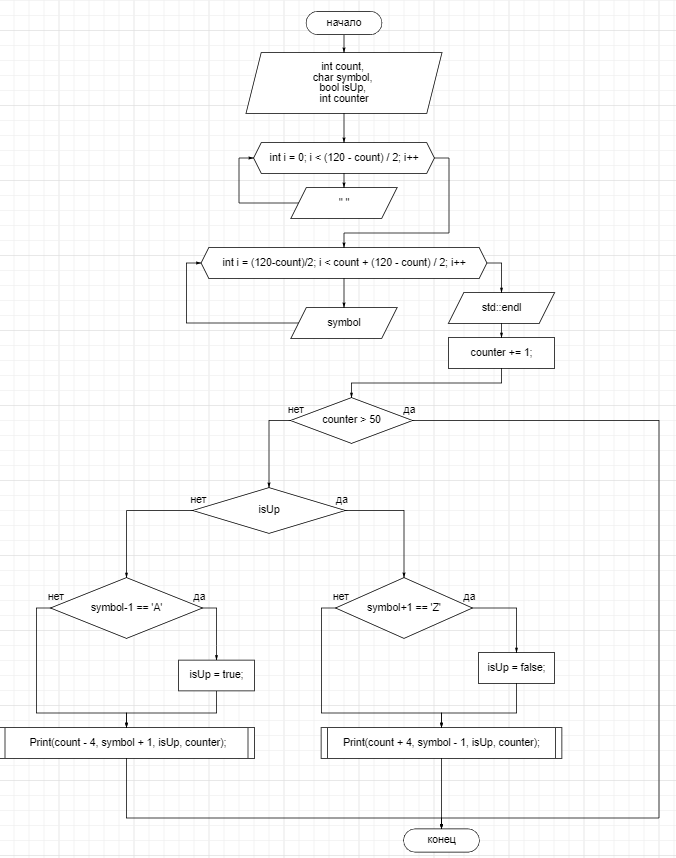 начало
int count,
char symbol,
bool isUp,
int counter
int i = 0; i < (120 - count) / 2; i++
" "
int i = (120-count)/2; i < count + (120 - count) / 2; i++
symbol
std::endl
counter += 1;
нет
да
counter > 50
нет
да
isUp
нет
да
symbol-1 == 'A'
нет
да
symbol+1 == 'Z'
isUp = true;
isUp = false;
Print(count - 4, symbol + 1, isUp, counter);
Print(count + 4, symbol - 1, isUp, counter);
конец